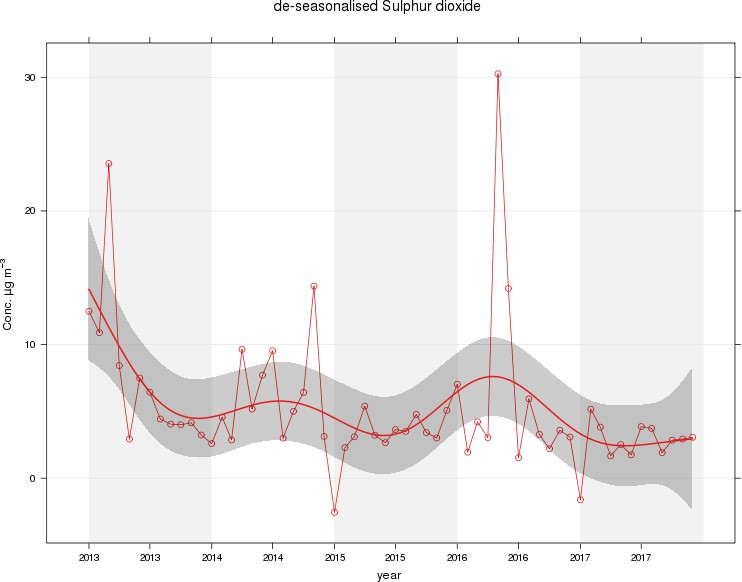 de-seasonalised Sulphur dioxide
Conc. µg m⁻³
30
20
10
0
2013 2013 2014 2014 2015 2015 2016 2016 2017 2017
year